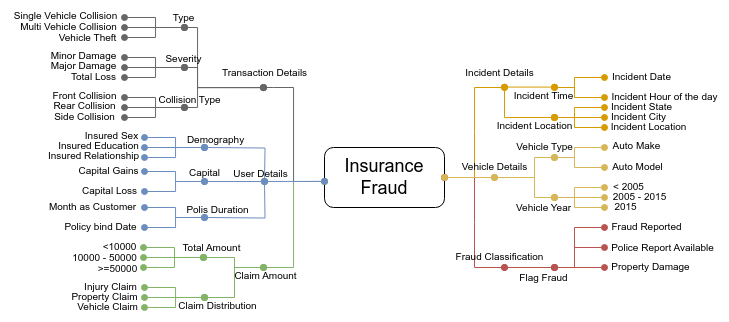 Single Vehicle Collision
Multi Vehicle Collision
Vehicle Theft
Type
Minor Damage
Major Damage
Total Loss
Severity
Front Collision
Rear Collision
Side Collision
Collision Type
Transaction Details
Insured Sex
Insured Education
Insured Relationship
Demography
Capital Gains
Capital Loss
Capital
Month as Customer
Policy bind Date
Polis Duration
User Details
<10000
10000 - 50000
>=50000
Total Amount
Injury Claim
Property Claim
Vehicle Claim
Claim Distribution
Claim Amount
Insurance
Fraud
Incident Details
Incident Time
Incident Date
Incident Hour of the day
Incident Location
Incident State
Incident City
Incident Location
Vehicle Details
Vehicle Type
Auto Make
Auto Model
Vehicle Year
< 2005
2005 - 2015
2015
Fraud Classification
Flag Fraud
Fraud Reported
Police Report Available
Property Damage